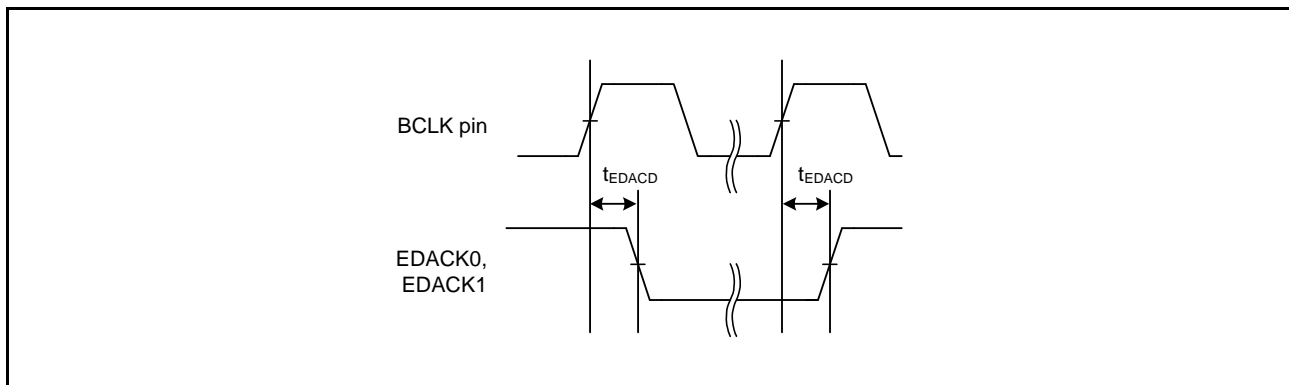 BCLK pin
tEDACD
tEDACD
EDACK0,
EDACK1